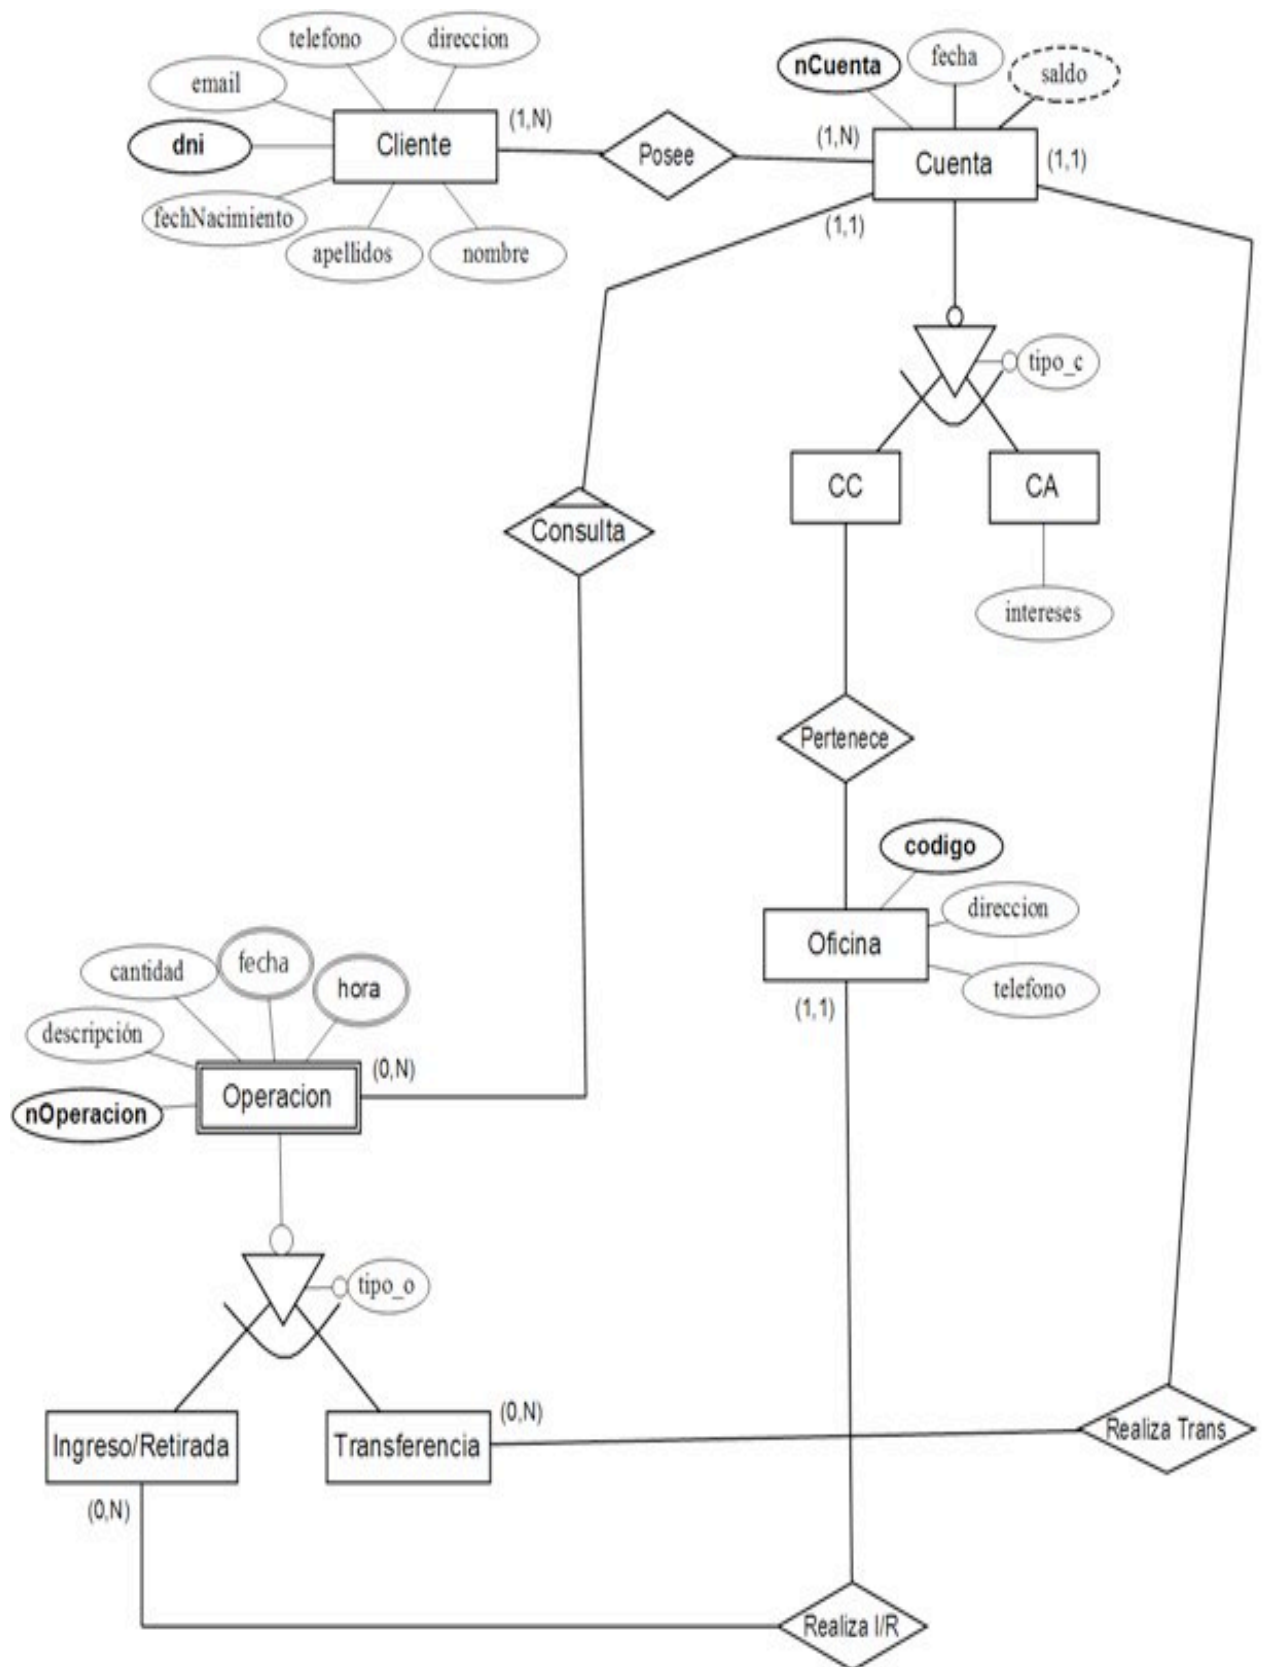 telefono
direccion
nCuenta
fecha
saldo
email
(1,N)
Cliente
dni
Posee
(1,N)
Cuenta
(1,1)
fechNacimiento
apellidos
nombre
(1,1)
tipo_c
CC
CA
Consulta
intereses
Pertenece
codigo
direccion
Oficina
telefono
(1,1)
cantidad
fecha
hora
descripción
(0,N)
Operacion
nOperacion
tipo_o
(0,N)
Ingreso/Retirada
Transferencia
Realiza Trans
(0,N)
Realiza I/R